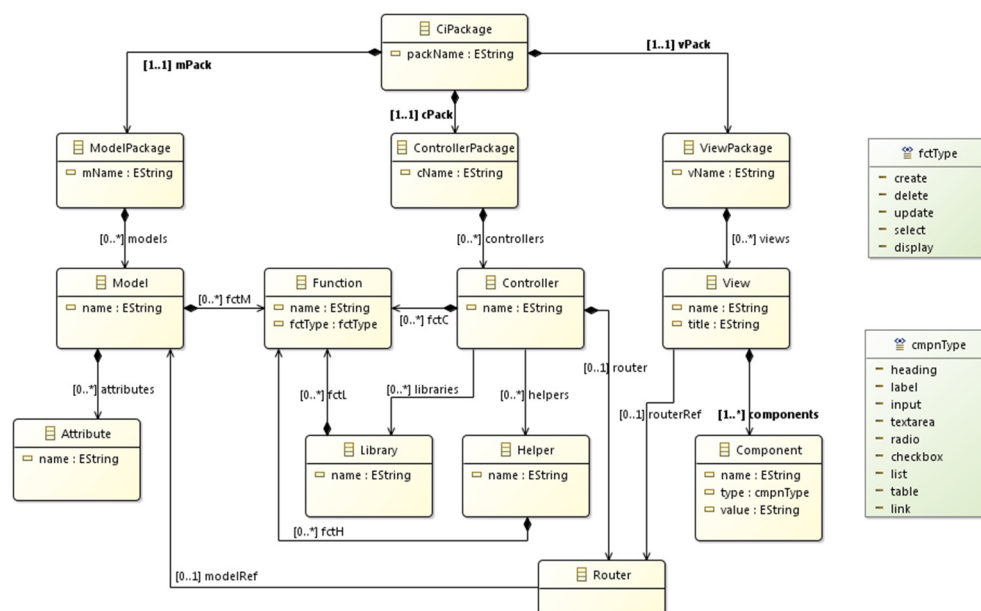 CiPackage
packName : EString
[1..1] mPack
[1..1] vPack
[1..1] cPack
ModelPackage
mName : EString
ControllerPackage
cName : EString
ViewPackage
vName : EString
fctType
create
delete
update
select
display
[0..*] models
[0..*] controllers
[0..*] views
Model
name : EString
[0..*] fctM
Function
name : EString
fctType : fctType
[0..*] fctC
Controller
name : EString
View
name : EString
title : EString
cmpnType
heading
label
input
textarea
radio
checkbox
list
table
link
[0..*] attributes
[0..*] fctL
[0..*] libraries
[0..*] helpers
[0..1] router
[0..1] routerRef
[1..*] components
Attribute
name : EString
Library
name : EString
Helper
name : EString
Component
name : EString
type : cmpnType
value : EString
[0..*] fctH
[0..1] modelRef
Router